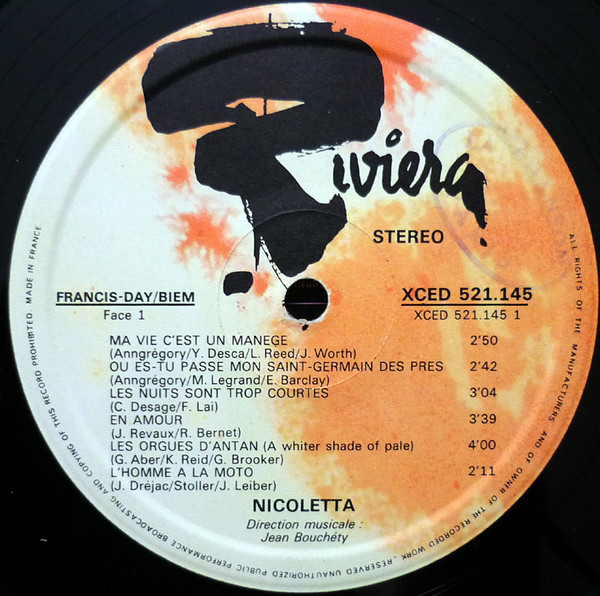 Riviera
STEREO
FRANCIS-DAY/BIEM
Face 1
XCED 521.145
XCED 521.145 1
MA VIE C'EST UN MANEGE 2'50
(Anngrégory/Y. Desca/L. Reed/J. Worth)
OU ES-TU PASSE MON SAINT-GERMAIN DES PRES 2'42
(Anngrégory/M. Legrand/E. Barclay)
LES NUITS SONT TROP COURTES 3'04
(C. Desage/F. Lai)
EN AMOUR 3'39
(J. Revaux/R. Bernet)
LES ORGUES D'ANTAN (A whiter shade of pale) 4'00
(G. Aber/K. Reid/G. Brooker)
L'HOMME A LA MOTO 2'11
(J. Dréjac/Stoller/J. Leiber)
NICOLETTA
Direction musicale :
Jean Bouchéty
ALL RIGHTS OF THE MANUFACTURERS AND OF OWNER OF THE RECORDED WORK, RESERVED UNAUTHORIZED PUBLIC PERFORMANCE BROADCASTING AND COPYING OF THIS RECORD PROHIBITED MADE IN FRANCE